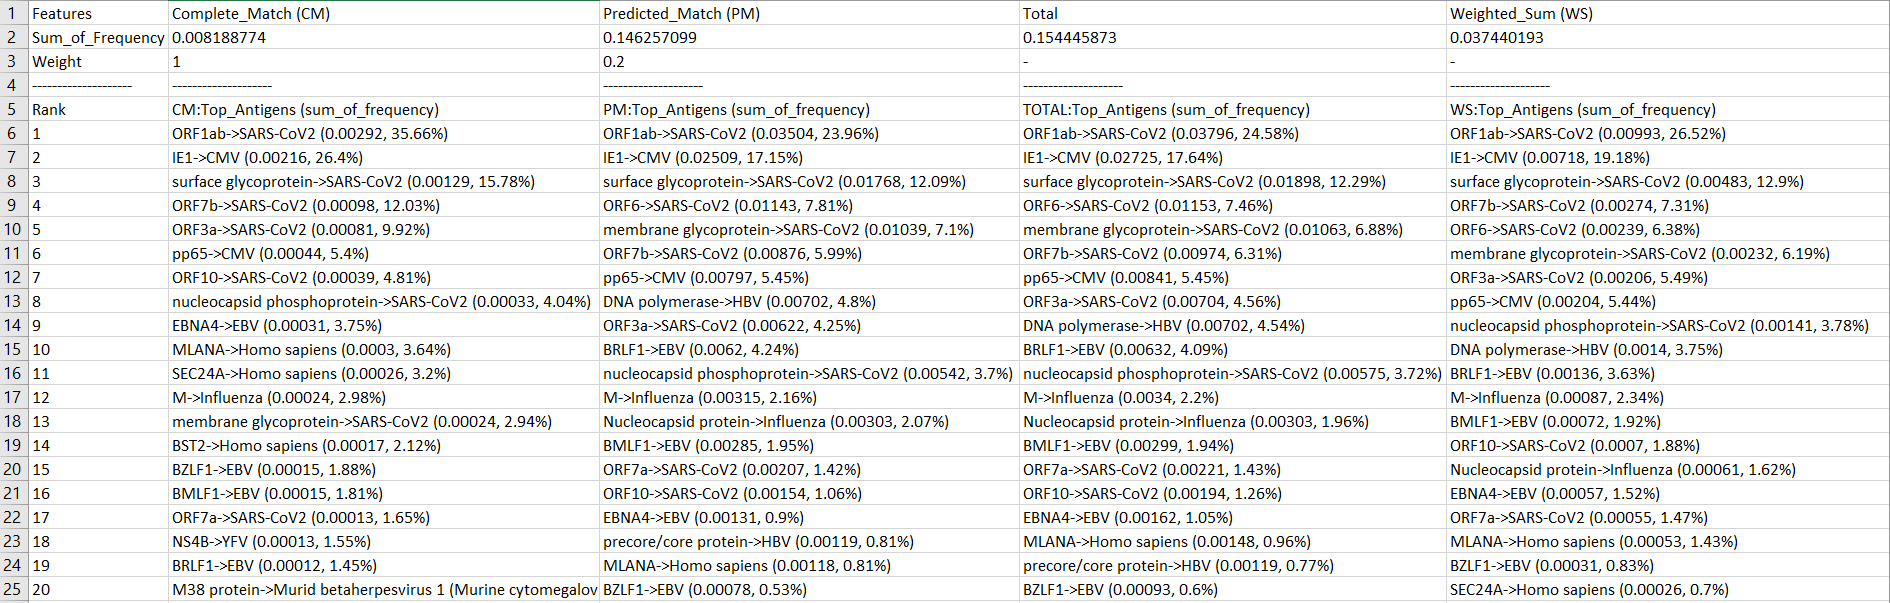 1 Features Complete_Match (CM) Predicted_Match (PM) Total Weighted_Sum (WS)
2 Sum_of_Frequency 0.008188774 0.146257099 0.154445873 0.037440193
3 Weight 1 0.2 - -
4 -------------------- -------------------- -------------------- -------------------- --------------------
5 Rank CM:Top_Antigens (sum_of_frequency) PM:Top_Antigens (sum_of_frequency) TOTAL:Top_Antigens (sum_of_frequency) WS:Top_Antigens (sum_of_frequency)
6 1 ORF1ab->SARS-CoV2 (0.00292, 35.66%) ORF1ab->SARS-CoV2 (0.03504, 23.96%) ORF1ab->SARS-CoV2 (0.03796, 24.58%) ORF1ab->SARS-CoV2 (0.00993, 26.52%)
7 2 IE1->CMV (0.00216, 26.4%) IE1->CMV (0.02509, 17.15%) IE1->CMV (0.02725, 17.64%) IE1->CMV (0.00718, 19.18%)
8 3 surface glycoprotein->SARS-CoV2 (0.00129, 15.78%) surface glycoprotein->SARS-CoV2 (0.01768, 12.09%) surface glycoprotein->SARS-CoV2 (0.01898, 12.29%) surface glycoprotein->SARS-CoV2 (0.00483, 12.9%)
9 4 ORF7b->SARS-CoV2 (0.00098, 12.03%) ORF6->SARS-CoV2 (0.01143, 7.81%) ORF6->SARS-CoV2 (0.01153, 7.46%) ORF7b->SARS-CoV2 (0.00274, 7.31%)
10 5 ORF3a->SARS-CoV2 (0.00081, 9.92%) membrane glycoprotein->SARS-CoV2 (0.01039, 7.1%) membrane glycoprotein->SARS-CoV2 (0.01063, 6.88%) ORF6->SARS-CoV2 (0.00239, 6.38%)
11 6 pp65->CMV (0.00044, 5.4%) ORF7b->SARS-CoV2 (0.00876, 5.99%) ORF7b->SARS-CoV2 (0.00974, 6.31%) membrane glycoprotein->SARS-CoV2 (0.00232, 6.19%)
12 7 ORF10->SARS-CoV2 (0.00039, 4.81%) pp65->CMV (0.00797, 5.45%) pp65->CMV (0.00841, 5.45%) ORF3a->SARS-CoV2 (0.00206, 5.49%)
13 8 nucleocapsid phosphoprotein->SARS-CoV2 (0.00033, 4.04%) DNA polymerase->HBV (0.00702, 4.8%) ORF3a->SARS-CoV2 (0.00704, 4.56%) pp65->CMV (0.00204, 5.44%)
14 9 EBNA4->EBV (0.00031, 3.75%) ORF3a->SARS-CoV2 (0.00622, 4.25%) DNA polymerase->HBV (0.00702, 4.54%) nucleocapsid phosphoprotein->SARS-CoV2 (0.00141, 3.78%)
15 10 MLANA->Homo sapiens (0.0003, 3.64%) BRLF1->EBV (0.0062, 4.24%) BRLF1->EBV (0.00632, 4.09%) DNA polymerase->HBV (0.0014, 3.75%)
16 11 SEC24A->Homo sapiens (0.00026, 3.2%) nucleocapsid phosphoprotein->SARS-CoV2 (0.00542, 3.7%) nucleocapsid phosphoprotein->SARS-CoV2 (0.00575, 3.72%) BRLF1->EBV (0.00136, 3.63%)
17 12 M->Influenza (0.00024, 2.98%) M->Influenza (0.00315, 2.16%) M->Influenza (0.0034, 2.2%) M->Influenza (0.00087, 2.34%)
18 13 membrane glycoprotein->SARS-CoV2 (0.00024, 2.94%) Nucleocapsid protein->Influenza (0.00303, 2.07%) Nucleocapsid protein->Influenza (0.00303, 1.96%) BMLF1->EBV (0.00072, 1.92%)
19 14 BST2->Homo sapiens (0.00017, 2.12%) BMLF1->EBV (0.00285, 1.95%) BMLF1->EBV (0.00299, 1.94%) ORF10->SARS-CoV2 (0.0007, 1.88%)
20 15 BZLF1->EBV (0.00015, 1.88%) ORF7a->SARS-CoV2 (0.00207, 1.42%) ORF7a->SARS-CoV2 (0.00221, 1.43%) Nucleocapsid protein->Influenza (0.00061, 1.62%)
21 16 BMLF1->EBV (0.00015, 1.81%) ORF10->SARS-CoV2 (0.00154, 1.06%) ORF10->SARS-CoV2 (0.00194, 1.26%) EBNA4->EBV (0.00057, 1.52%)
22 17 ORF7a->SARS-CoV2 (0.00013, 1.65%) EBNA4->EBV (0.00131, 0.9%) EBNA4->EBV (0.00162, 1.05%) ORF7a->SARS-CoV2 (0.00055, 1.47%)
23 18 NS4B->YFV (0.00013, 1.55%) precore/core protein->HBV (0.00119, 0.81%) MLANA->Homo sapiens (0.00148, 0.96%) MLANA->Homo sapiens (0.00053, 1.43%)
24 19 BRLF1->EBV (0.00012, 1.45%) MLANA->Homo sapiens (0.00118, 0.81%) precore/core protein->HBV (0.00119, 0.77%) BZLF1->EBV (0.00031, 0.83%)
25 20 M38 protein->Murid betaherpesvirus 1 (Murine cytomegalov BZLF1->EBV (0.00078, 0.53%) BZLF1->EBV (0.00093, 0.6%) SEC24A->Homo sapiens (0.00026, 0.7%)